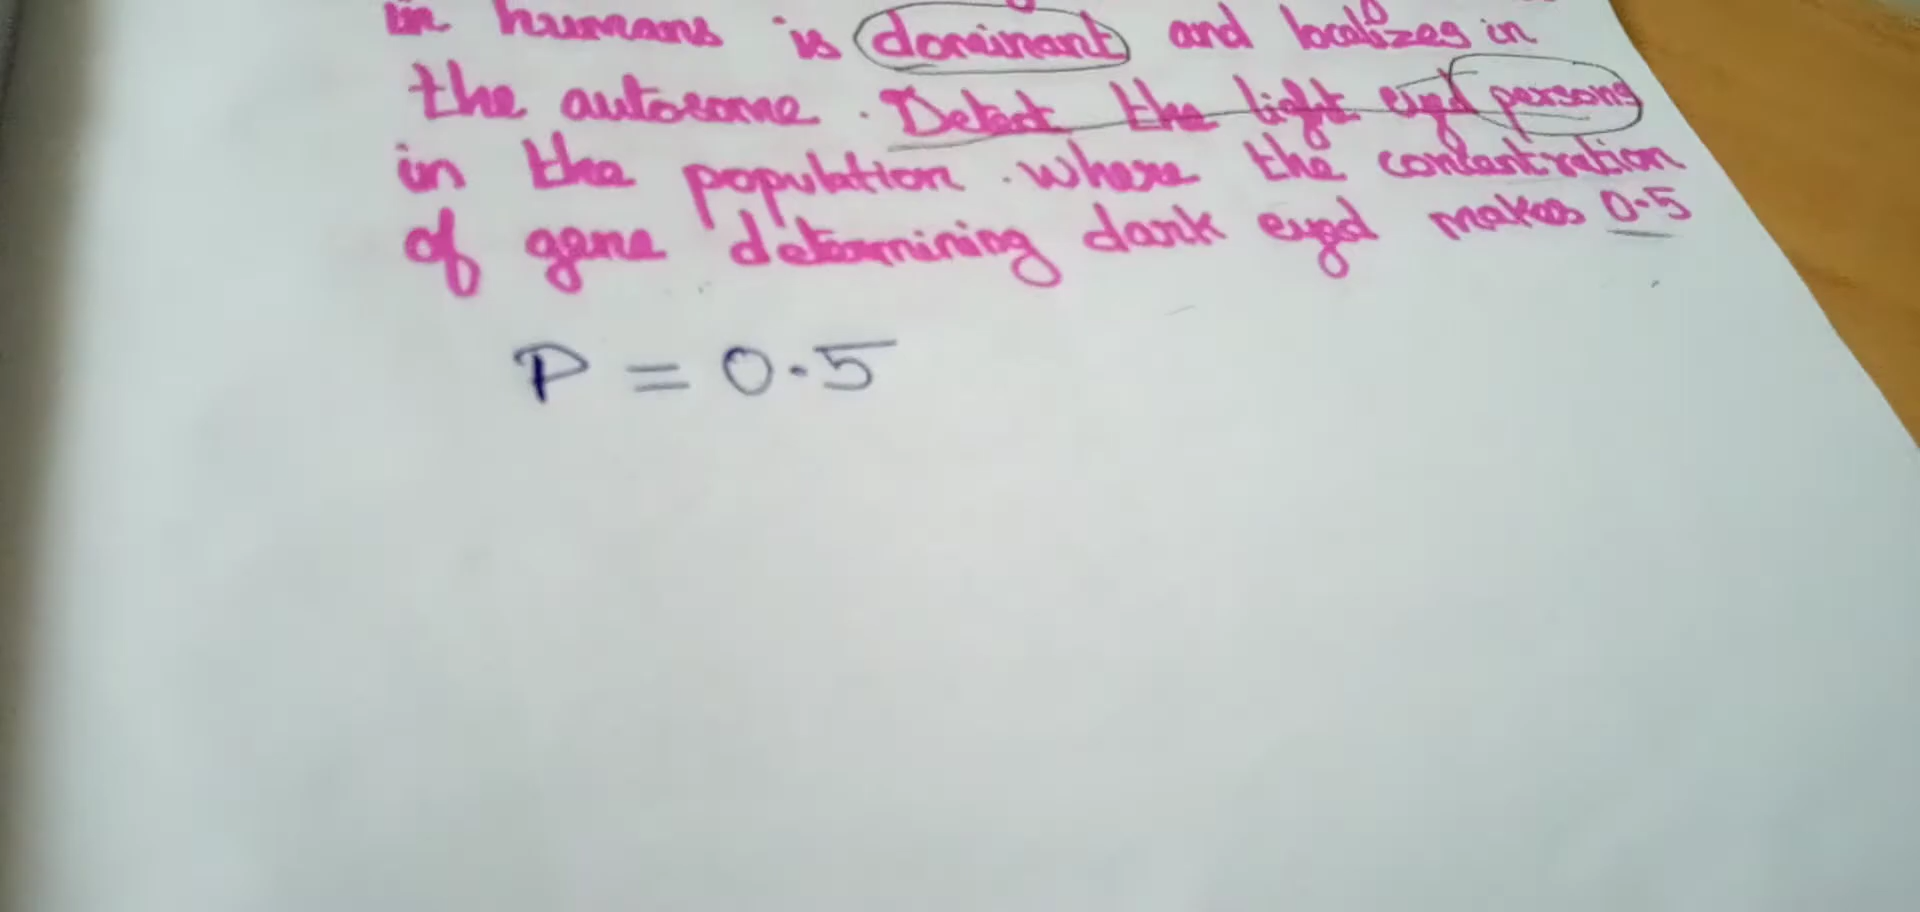 in humans is dominant and localizes in
the autosome. Detect the light eyed persons
in the population where the contentration
of gene determining dark eyed makes 0.5
P = 0.5